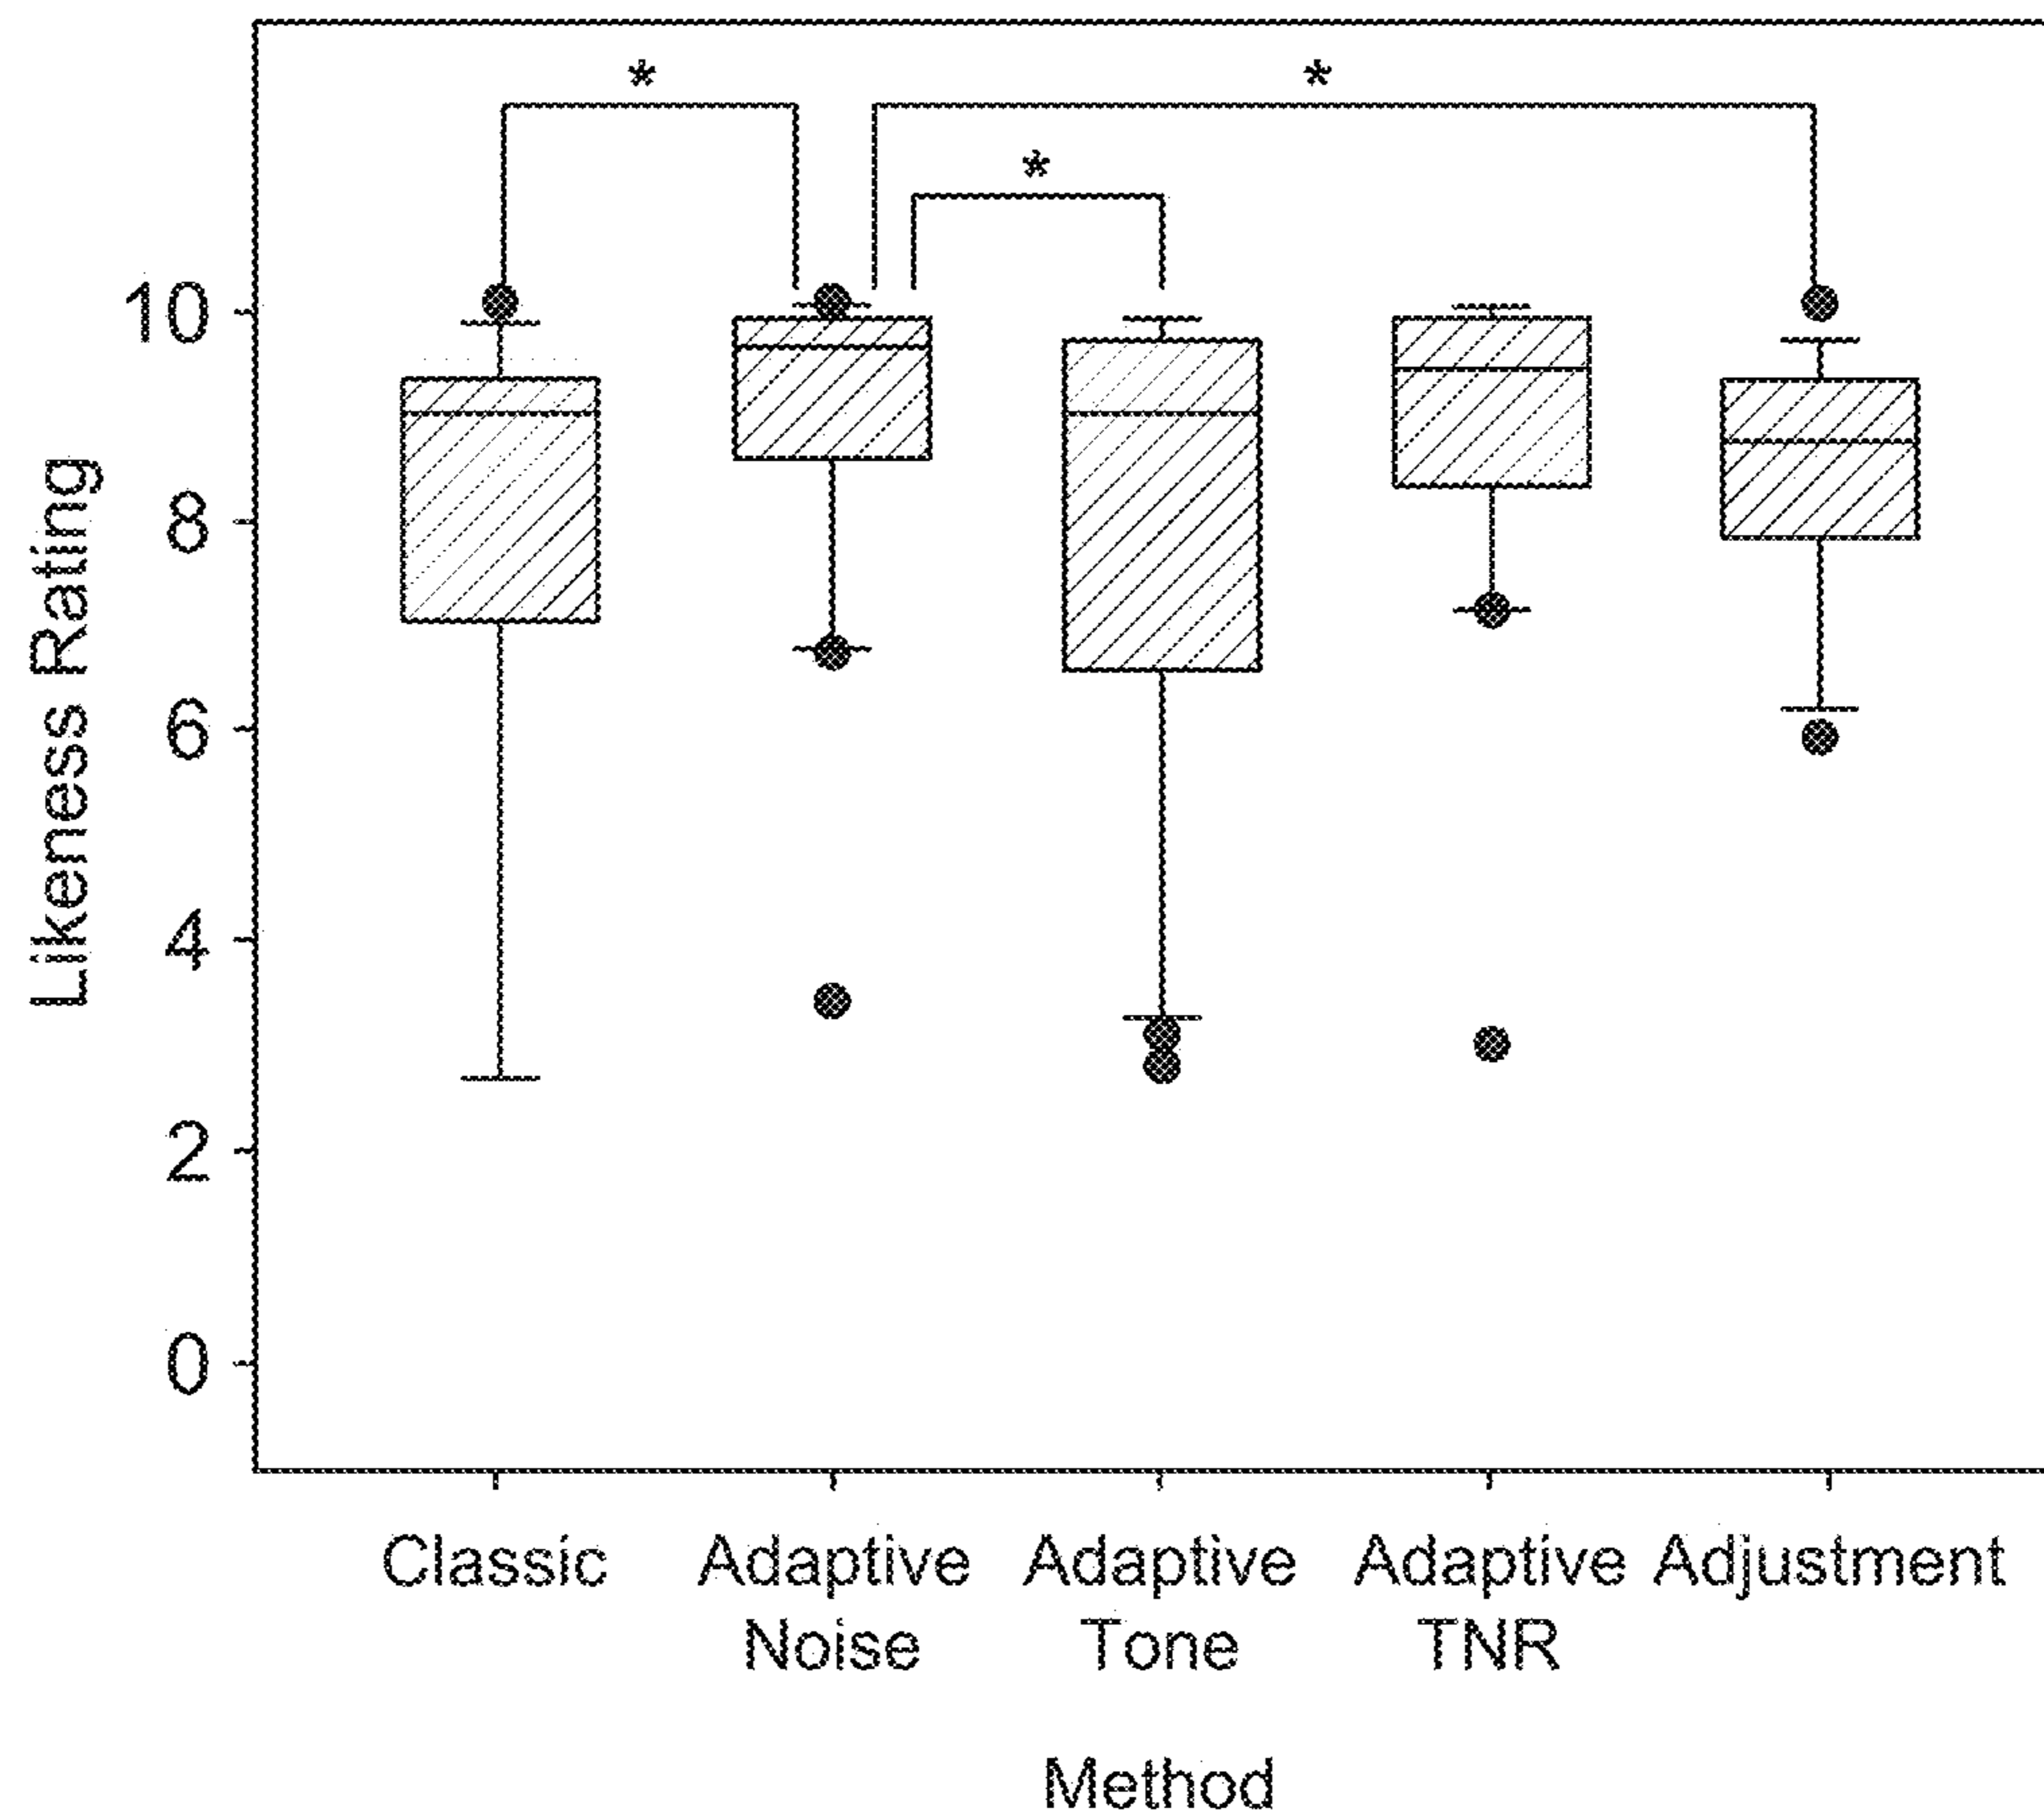 *
*
*
10
8
6
4
2
0
Likeness Rating
Classic
Adaptive
Noise
Adaptive
Tone
Adaptive
TNR
Adjustment
Method